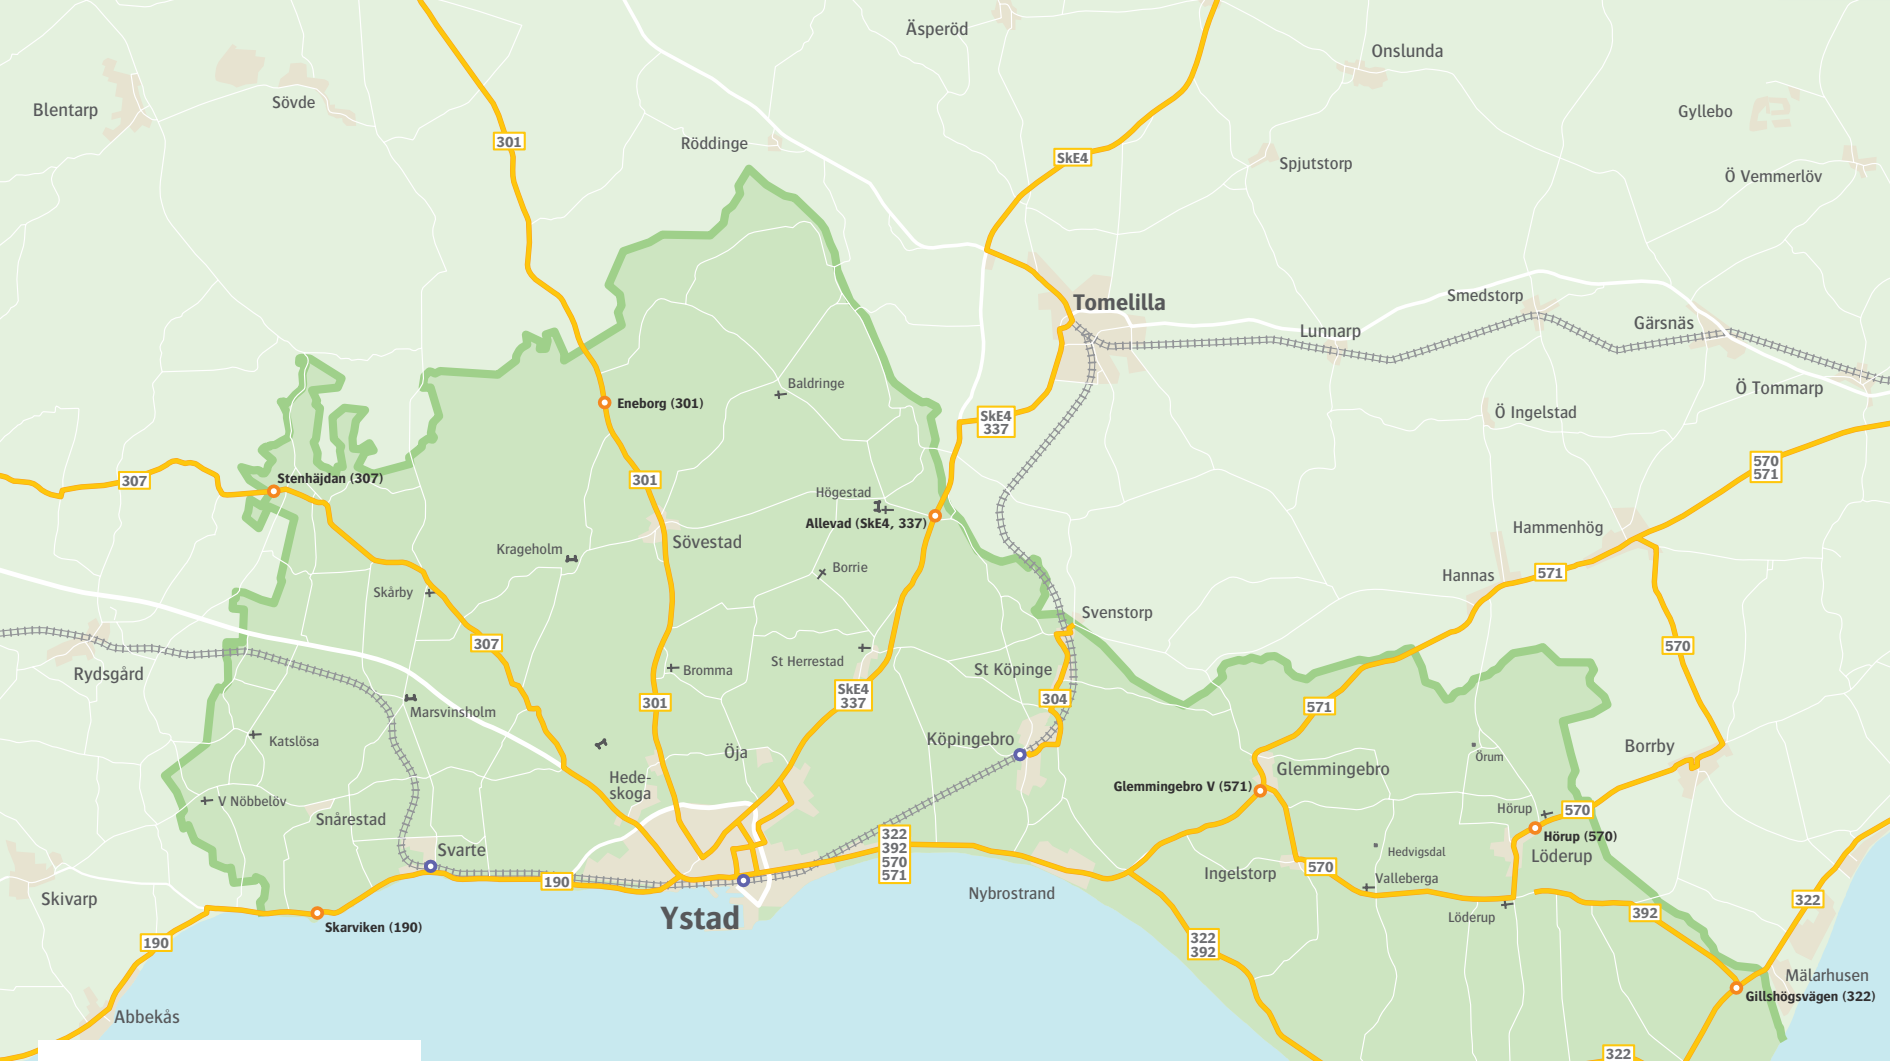 Äsperöd
Onslunda
Blentarp
Sövde
Gyllebo
301
Röddinge
SkE4
Spjutstorp
Ö Vemmerlöv
Tomelilla
Smedstorp
Gärsnäs
Lunnarp
Baldringe
Ö Tommarp
Eneborg (301)
SkE4
337
Ö Ingelstad
307
Stenhäjdan (307)
301
Högestad
570
571
Allevad (SkE4, 337)
Hammenhög
Krageholm
Sövestad
Borrie
Hannas
571
Skårby
Svenstorp
307
570
Rydsgård
Bromma
St Herrestad
St Köpinge
SkE4
337
304
301
571
Marsvinsholm
Katslösa
Öja
Köpingebro
Borrby
Örum
Hede-
skoga
Glemmingebro
Glemmingebro V (571)
V Nöbbelöv
Hörup
570
Snårestad
Hörup (570)
322
392
570
571
Svarte
Hedvigsdal
Löderup
Ingelstorp
570
Valleberga
190
Skivarp
Nybrostrand
322
Ystad
Löderup
392
Skarviken (190)
190
322
392
Mälarhusen
Gillshögsvägen (322)
Abbekås
322